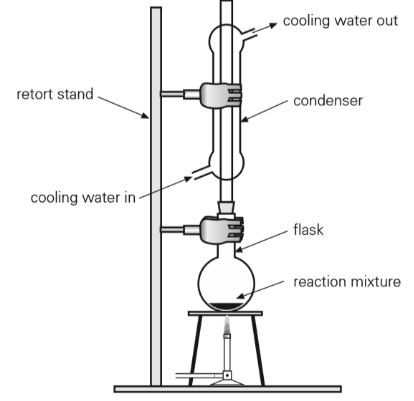 cooling water out
retort stand
condenser
cooling water in
flask
reaction mixture